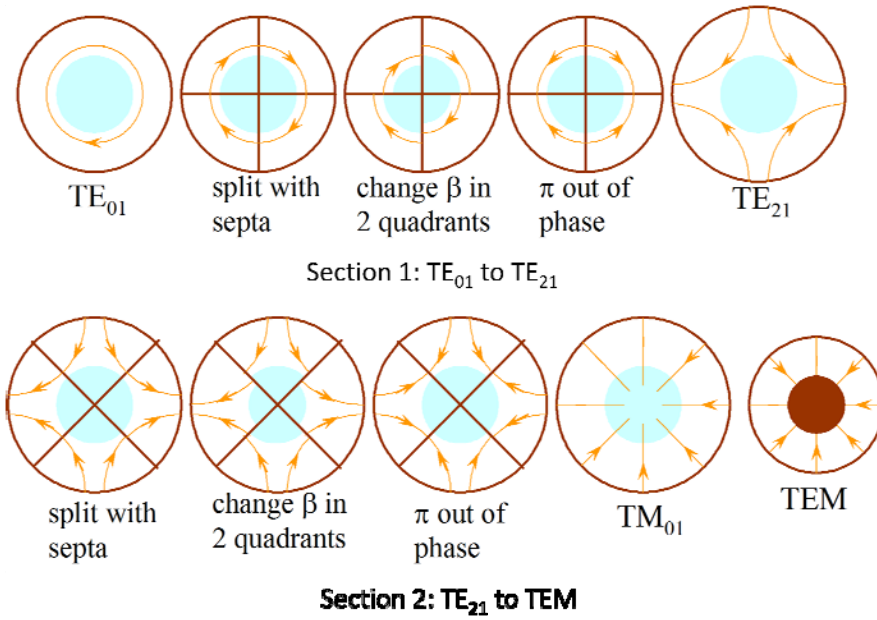 TE₀₁
split with
septa
change β in
2 quadrants
π out of
phase
TE₂₁
Section 1: TE₀₁ to TE₂₁
split with
septa
change β in
2 quadrants
π out of
phase
TM₀₁
TEM
Section 2: TE₂₁ to TEM